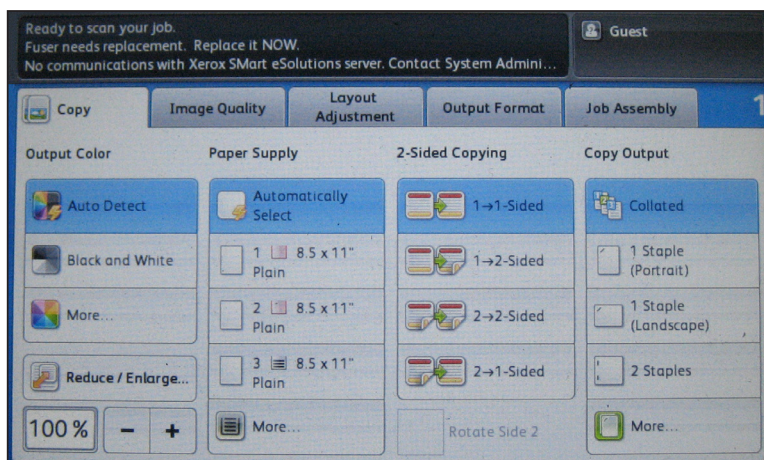 Ready to scan your job.
Fuser needs replacement. Replace it NOW.
No communications with Xerox SMart eSolutions server. Contact System Admini...
Guest
Copy
Image Quality
Layout
Adjustment
Output Format
Job Assembly
1
Output Color
Paper Supply
2-Sided Copying
Copy Output
Auto Detect
Black and White
More...
Reduce / Enlarge...
100 %
-
+
Automatically
Select
1 8.5 x 11"
Plain
2 8.5 x 11"
Plain
3 8.5 x 11"
Plain
More...
1→1-Sided
1→2-Sided
2→2-Sided
2→1-Sided
Rotate Side 2
Collated
1 Staple
(Portrait)
1 Staple
(Landscape)
2 Staples
More...